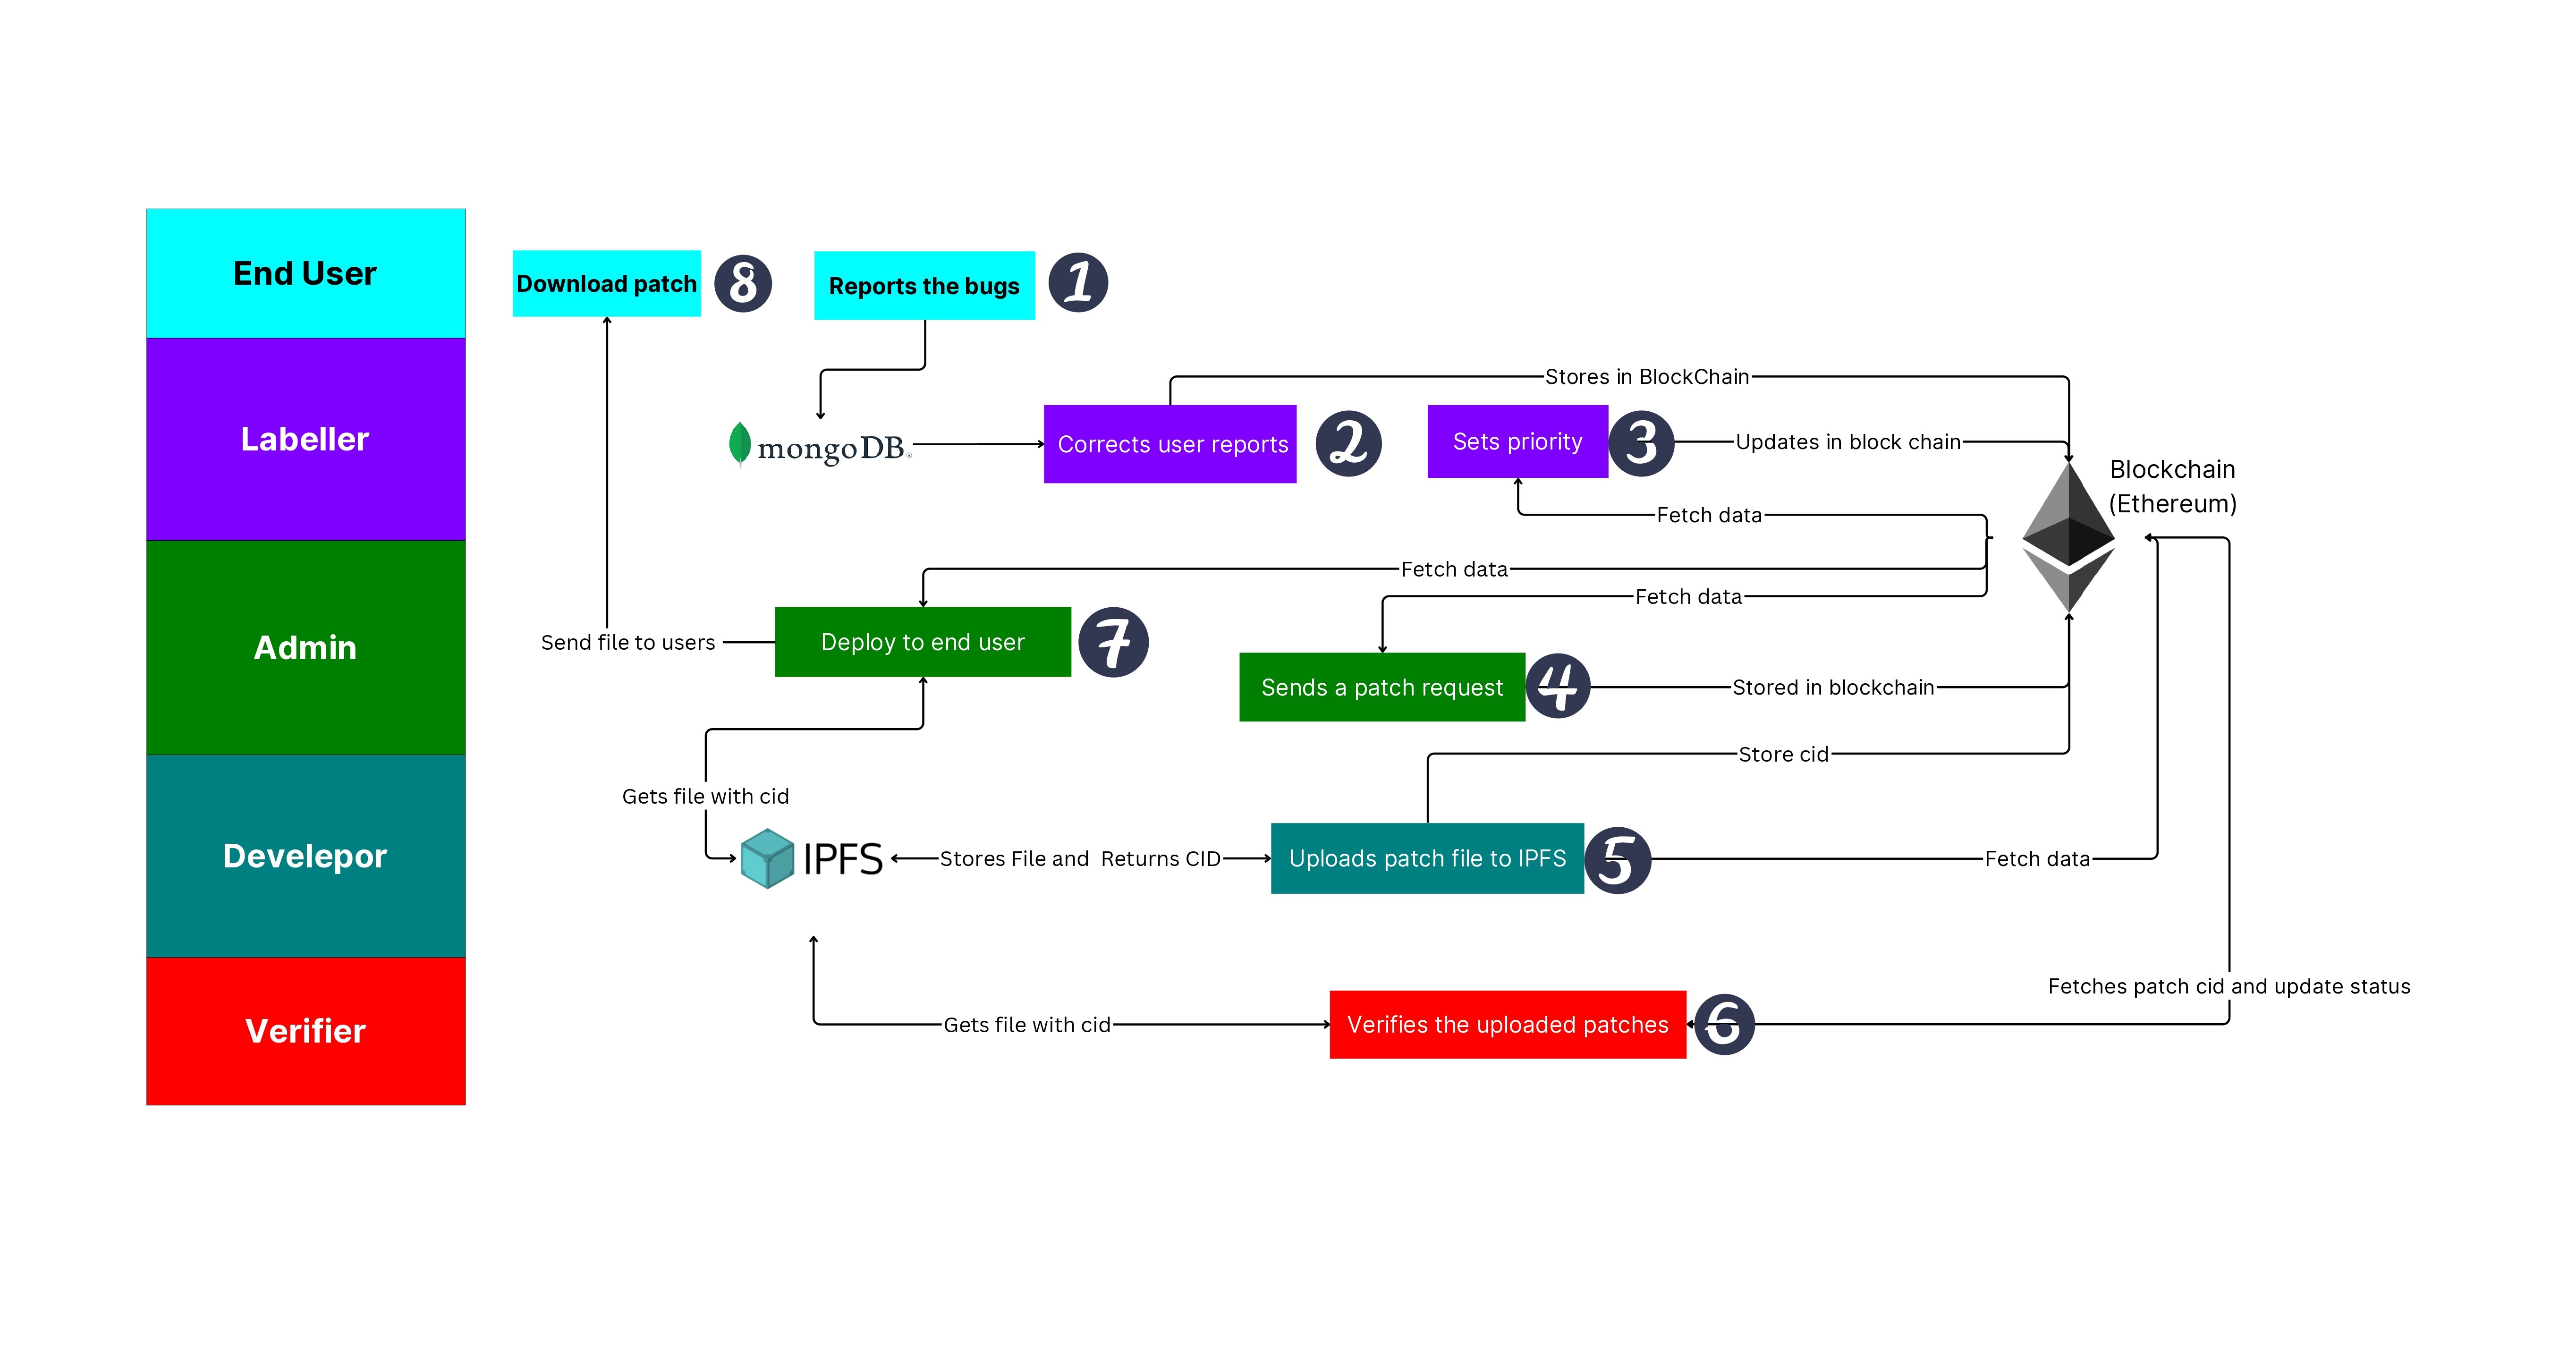 End User
Labeller
Admin
Develepor
Verifier
Download patch
8
Reports the bugs
1
Stores in BlockChain
mongoDB®
Corrects user reports
2
Sets priority
3
Updates in block chain
Blockchain
(Ethereum)
Fetch data
Fetch data
Fetch data
Send file to users
Deploy to end user
7
Sends a patch request
4
Stored in blockchain
Store cid
Gets file with cid
IPFS
Stores File and  Returns CID
Uploads patch file to IPFS
5
Fetch data
Fetches patch cid and update status
Gets file with cid
Verifies the uploaded patches
6